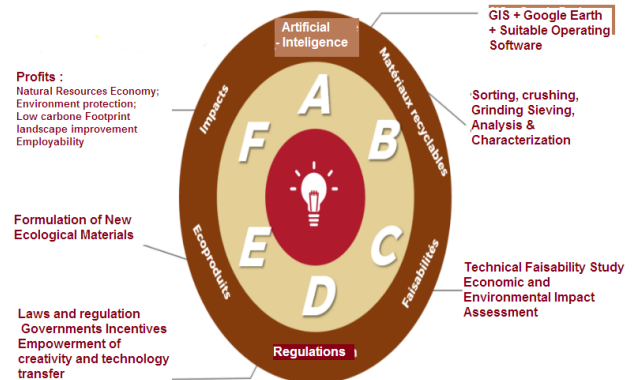 Artificial
- Inteligence
GIS + Google Earth
+ Suitable Operating
Software
Profits :
Natural Resources Economy;
Environment protection;
Low carbone Footprint
landscape improvement
Employability
Impacts
Matériaux recyclables
Sorting, crushing,
Grinding Sieving,
Analysis &
Characterization
A
B
C
D
E
F
Formulation of New
Ecological Materials
Ecoproduits
Faisabilités
Technical Faisability Study
Economic and
Environmental Impact
Assessment
Laws and regulation
Governments Incentives
Empowerment of
creativity and technology
transfer
Regulations